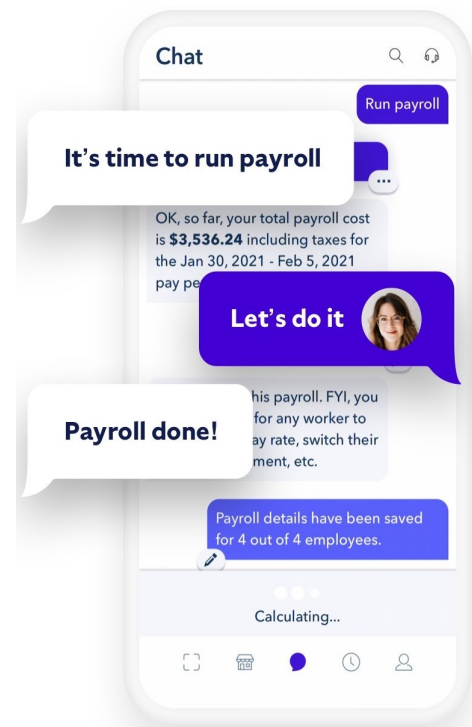 Chat
Run payroll
It's time to run payroll
OK, so far, your total payroll cost
is $3,536.24 including taxes for
the Jan 30, 2021 - Feb 5, 2021
pay
Let's do it
his payroll. FYI, you
for any worker to
ay rate, switch their
ment, etc.
Payroll done!
Payroll details have been saved
for 4 out of 4 employees.
Calculating...